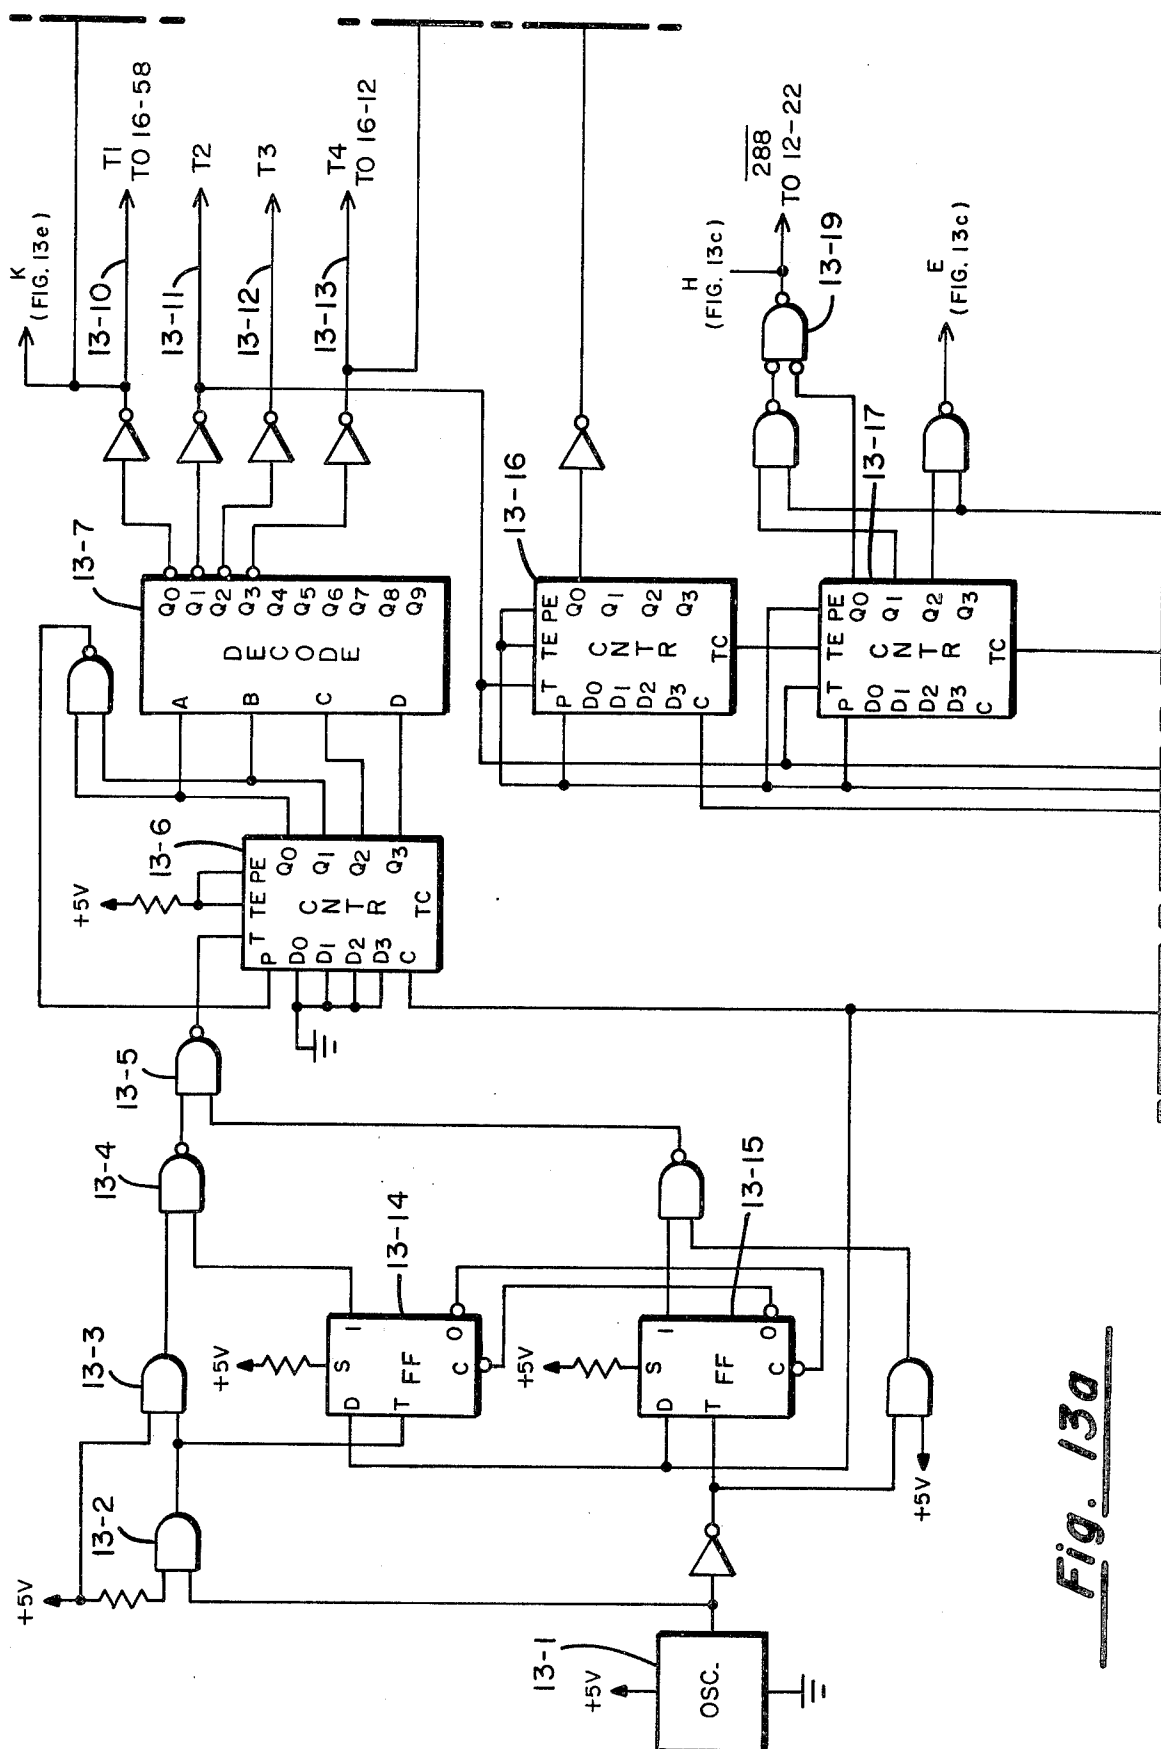 K
(FIG. 13e)
T1
TO 16-58
13-10
T2
13-11
T3
13-12
T4
TO 16-12
13-13
13-7
Q0
Q1
Q2
Q3
Q4
Q5
Q6
Q7
Q8
Q9
DECODE
A
B
C
D
13-6
+5V
T TE PE
P
D0
D1
D2
D3
C
CNTR
Q0
Q1
Q2
Q3
TC
13-5
13-4
13-3
13-2
+5V
13-14
+5V
S
D
T
FF
1
0
C
13-15
+5V
S
D
T
FF
1
0
C
+5V
13-1
+5V
OSC.
13-16
T TE PE
P
D0
D1
D2
D3
C
CNTR
Q0
Q1
Q2
Q3
TC
13-17
T TE PE
P
D0
D1
D2
D3
C
CNTR
Q0
Q1
Q2
Q3
TC
H
(FIG. 13c)
288
TO 12-22
13-19
E
(FIG. 13c)
Fig. 13a